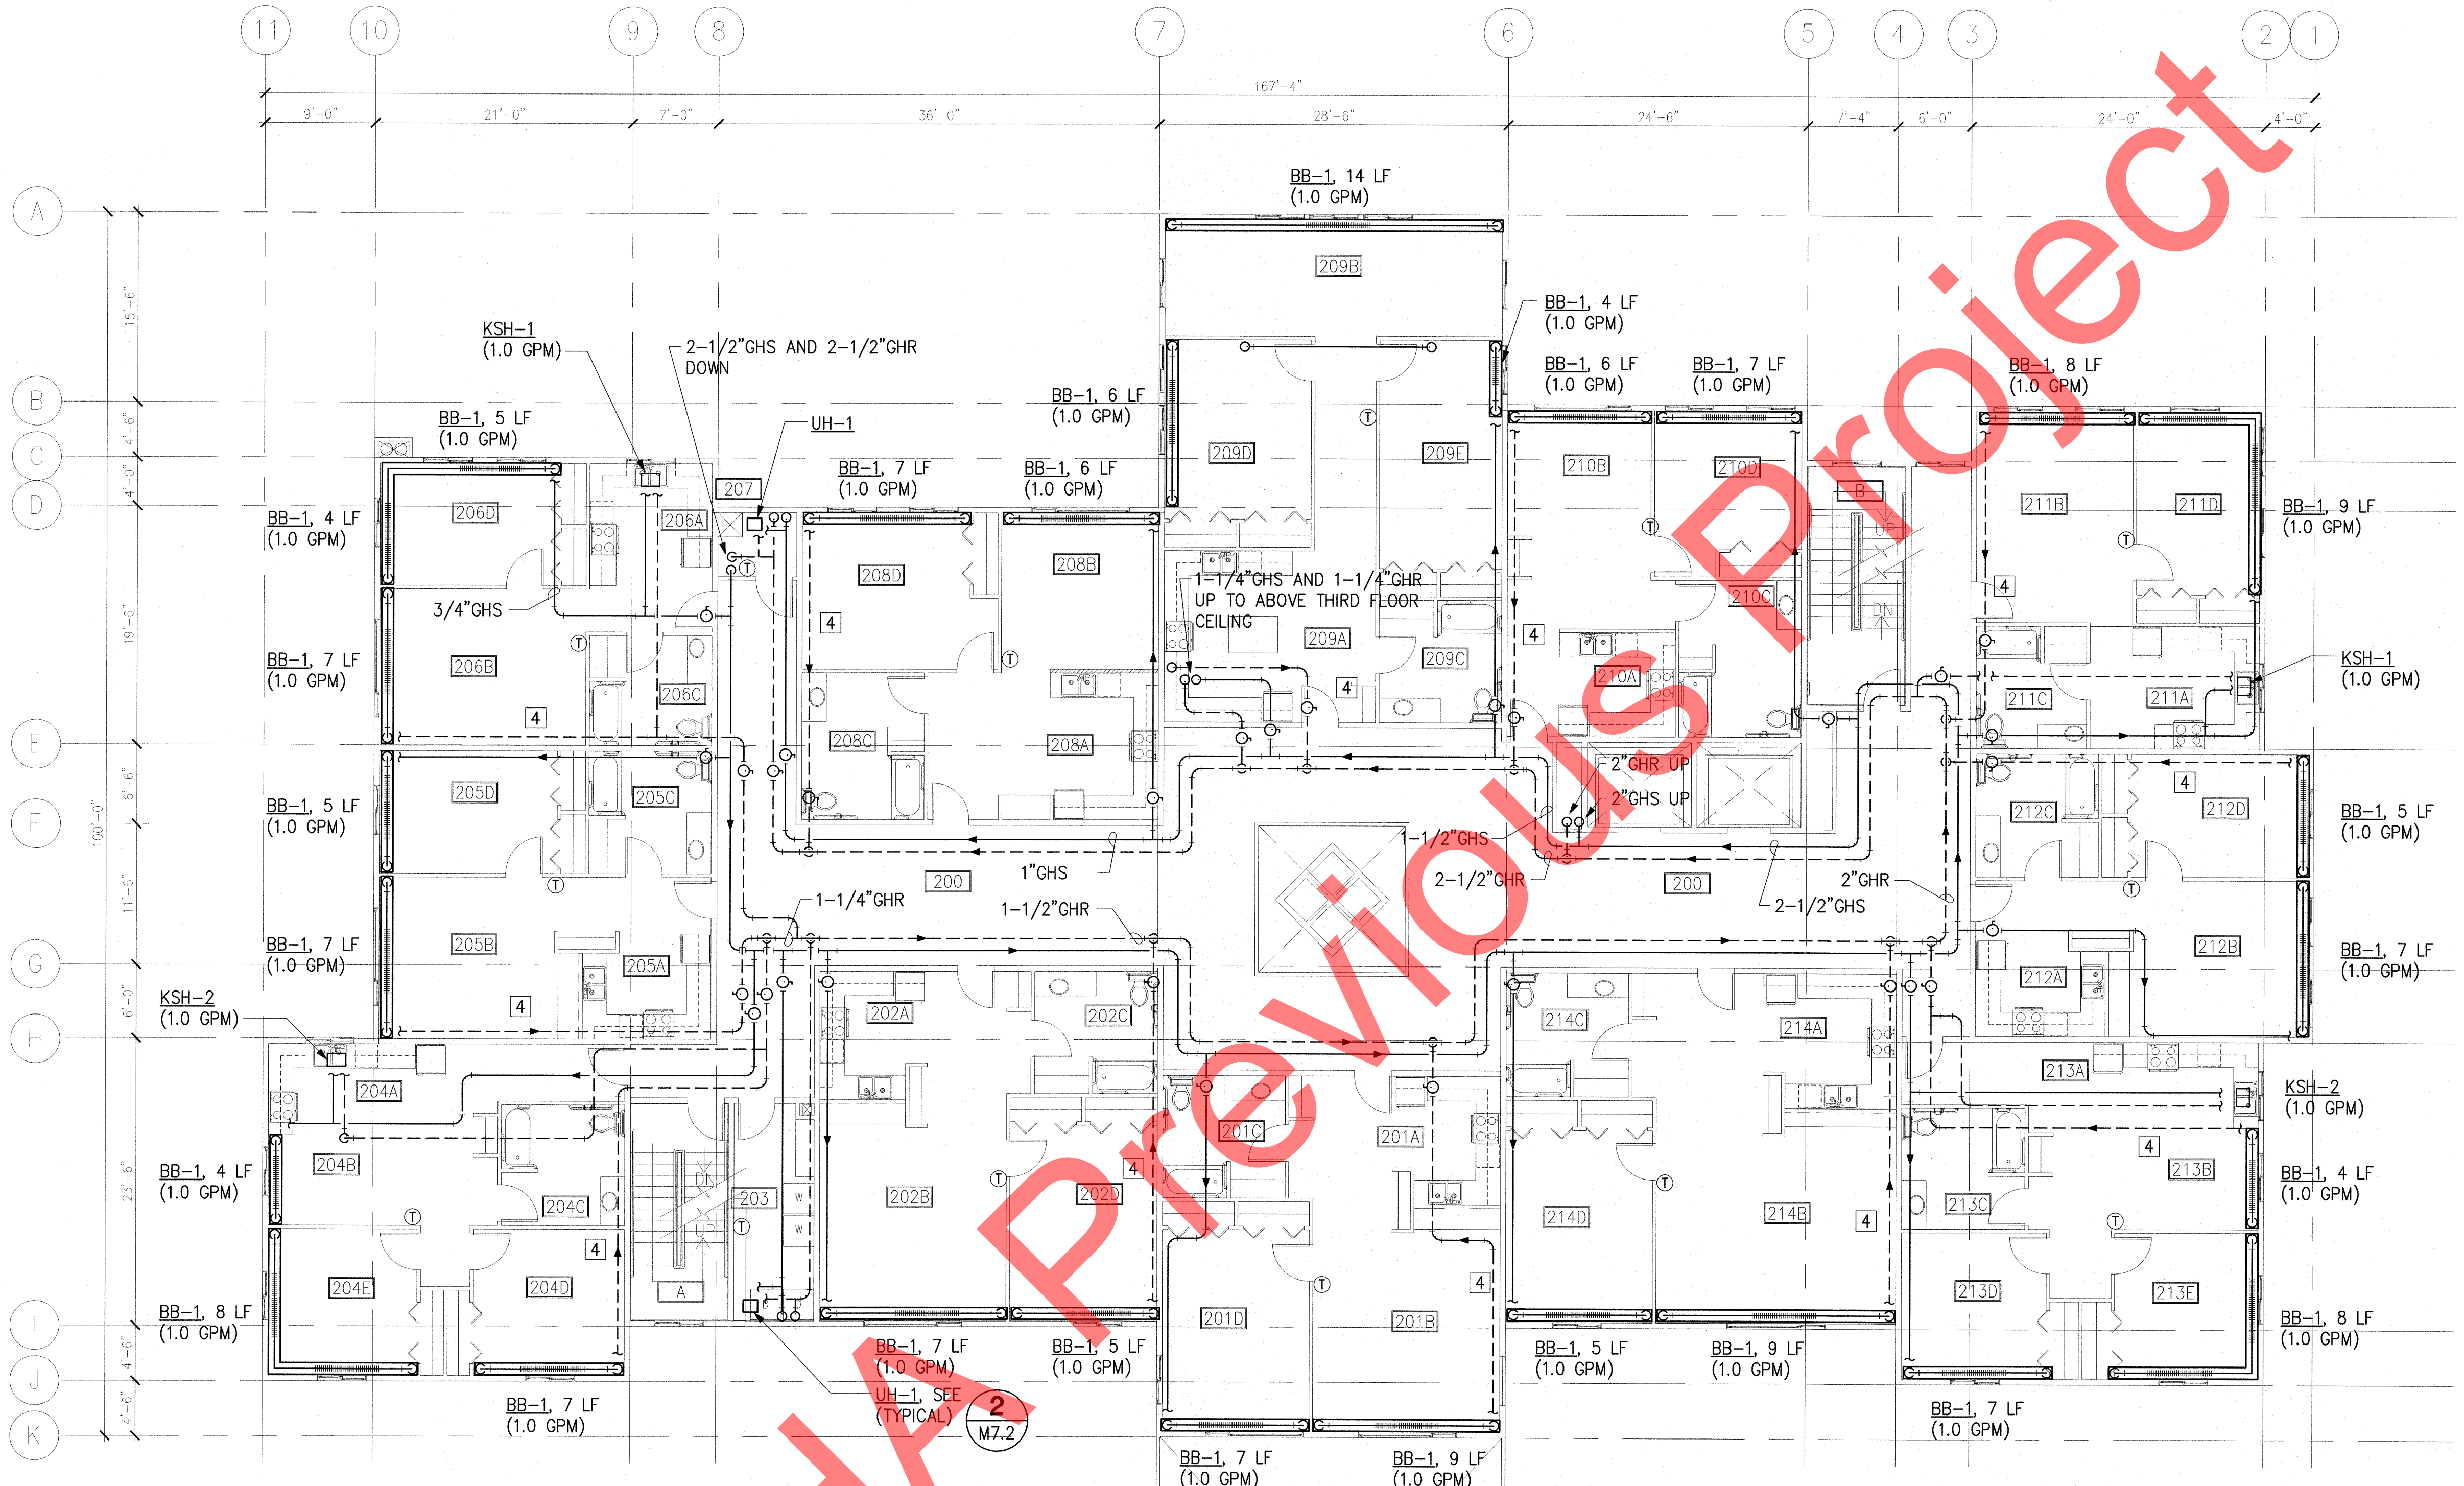 11
10
9
8
7
6
5
4
3
2
1
167'-4"
9'-0"
21'-0"
7'-0"
36'-0"
28'-6"
24'-6"
7'-4"
6'-0"
24'-0"
4'-0"
A
B
C
D
E
F
G
H
I
J
K
15'-6"
4'-6"
4'-0"
19'-6"
6'-6"
11'-6"
6'-0"
23'-6"
4'-6"
4'-6"
100'-0"
BB-1, 14 LF
(1.0 GPM)
209B
KSH-1
(1.0 GPM)
2-1/2"GHS AND 2-1/2"GHR
DOWN
BB-1, 4 LF
(1.0 GPM)
BB-1, 6 LF
(1.0 GPM)
BB-1, 7 LF
(1.0 GPM)
BB-1, 8 LF
(1.0 GPM)
BB-1, 6 LF
(1.0 GPM)
BB-1, 5 LF
(1.0 GPM)
UH-1
BB-1, 7 LF
(1.0 GPM)
BB-1, 6 LF
(1.0 GPM)
209D
209E
210B
210D
207
B
UP
DN
211B
211D
BB-1, 9 LF
(1.0 GPM)
BB-1, 4 LF
(1.0 GPM)
206D
206A
T
T
T
T
208D
208B
1-1/4"GHS AND 1-1/4"GHR
UP TO ABOVE THIRD FLOOR
CEILING
210C
4
3/4"GHS
4
4
209A
209C
210A
BB-1, 7 LF
(1.0 GPM)
206B
T
206C
T
4
211C
211A
KSH-1
(1.0 GPM)
4
208C
208A
2"GHR UP
2"GHS UP
BB-1, 5 LF
(1.0 GPM)
205D
205C
T
212C
4
212D
BB-1, 5 LF
(1.0 GPM)
1-1/2"GHS
1"GHS
200
2-1/2"GHR
200
2"GHR
T
1-1/4"GHR
1-1/2"GHR
2-1/2"GHS
BB-1, 7 LF
(1.0 GPM)
205B
205A
4
212B
212A
BB-1, 7 LF
(1.0 GPM)
KSH-2
(1.0 GPM)
202A
202C
214C
214A
204A
213A
KSH-2
(1.0 GPM)
BB-1, 4 LF
(1.0 GPM)
204B
204C
T
DN
UP
203
T
W
W
202B
T
202D
4
201C
201A
214D
T
214B
4
213B
4
213C
T
BB-1, 4 LF
(1.0 GPM)
BB-1, 8 LF
(1.0 GPM)
204E
204D
4
A
D
201D
T
201B
4
213D
213E
BB-1, 8 LF
(1.0 GPM)
BB-1, 7 LF
(1.0 GPM)
BB-1, 7 LF
(1.0 GPM)
BB-1, 5 LF
(1.0 GPM)
UH-1, SEE
(TYPICAL)
2
M7.2
BB-1, 5 LF
(1.0 GPM)
BB-1, 9 LF
(1.0 GPM)
BB-1, 7 LF
(1.0 GPM)
BB-1, 7 LF
(1.0 GPM)
BB-1, 9 LF
(1.0 GPM)
Previous Project